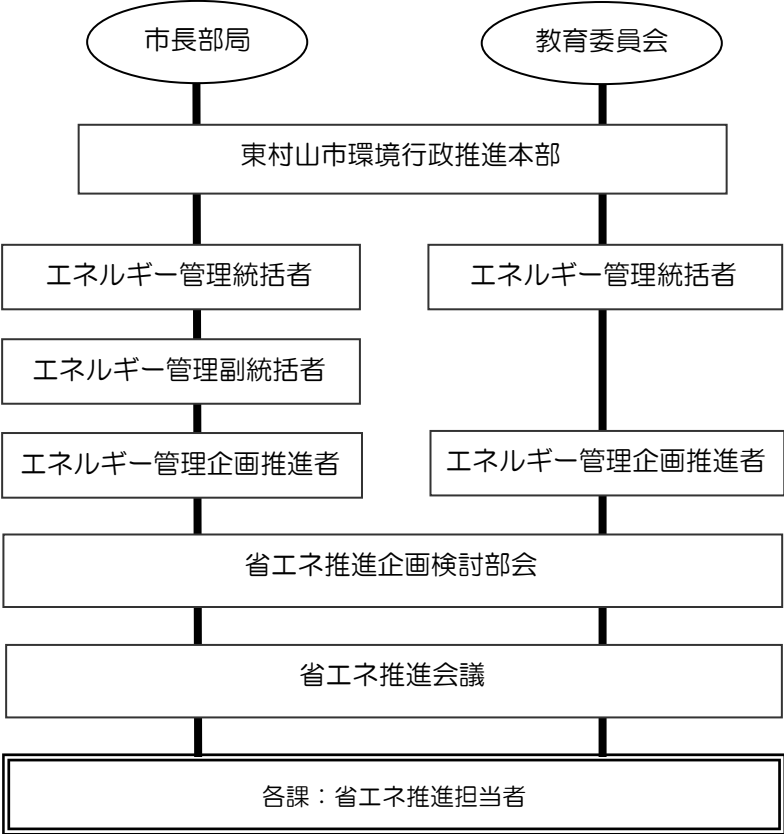 市長部局
教育委員会
東村山市環境行政推進本部
エネルギー管理統括者
エネルギー管理統括者
エネルギー管理副統括者
エネルギー管理企画推進者
エネルギー管理企画推進者
省エネ推進企画検討部会
省エネ推進会議
各課：省エネ推進担当者